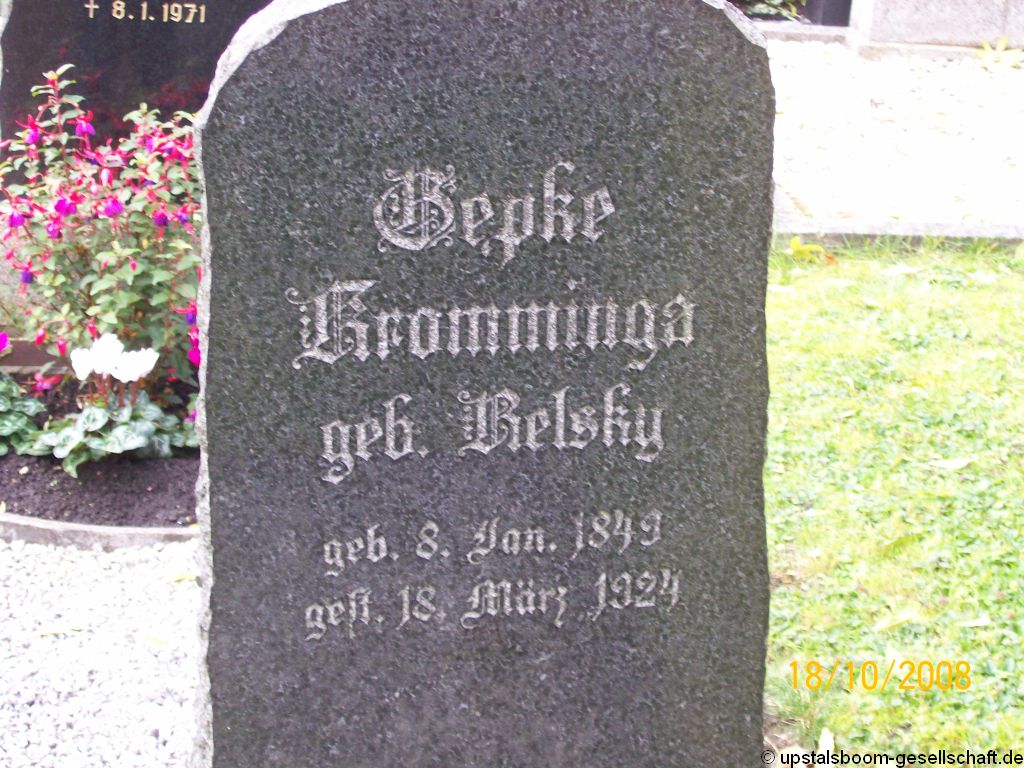 + 8.1.1971
Gepke
Kromminga
geb. Relsky
geb. 8. Jan. 1849
gest. 18. März 1924
18/10/2008
© upstalsboom-gesellschaft.de